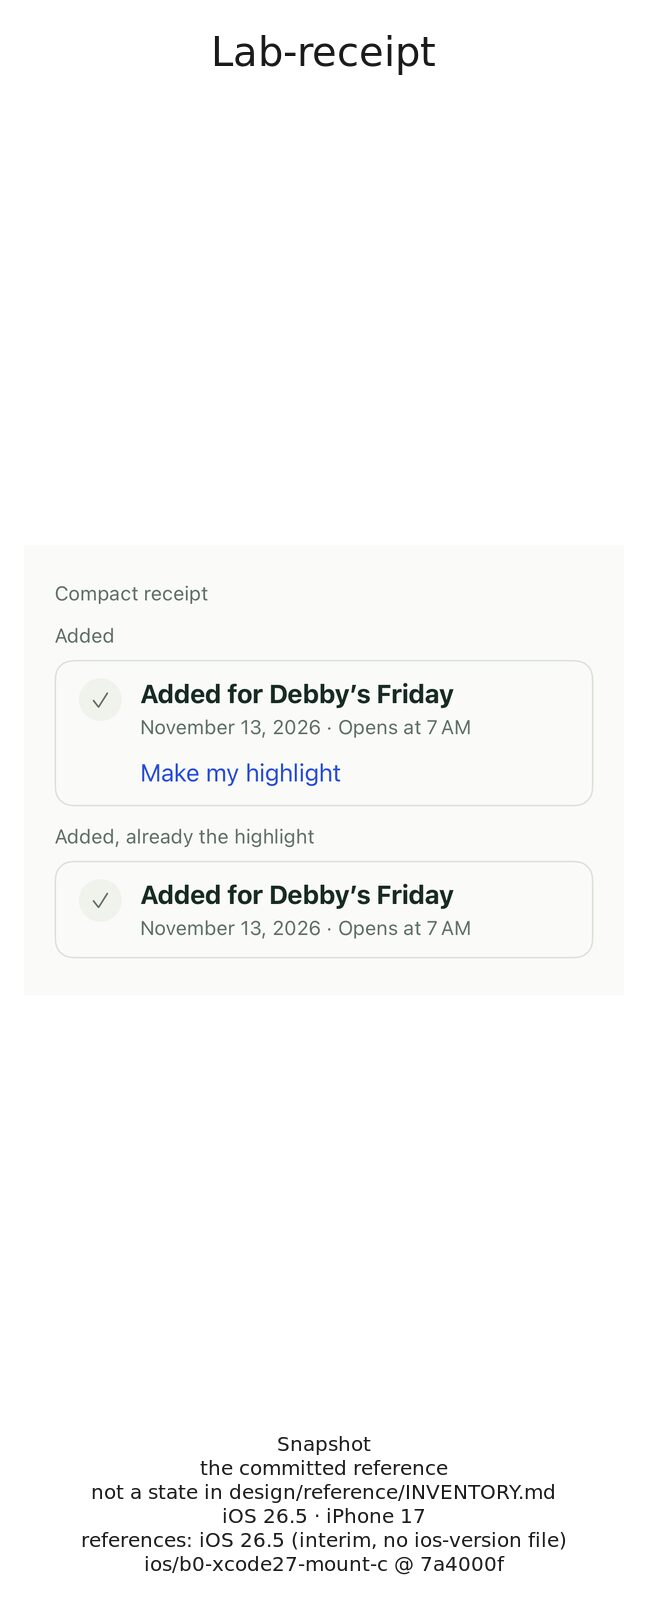 Lab-receipt
Compact receipt
Added
Added for Debby’s Friday
November 13, 2026 · Opens at 7 AM
Make my highlight
Added, already the highlight
Added for Debby’s Friday
November 13, 2026 · Opens at 7 AM
Snapshot
the committed reference
not a state in design/reference/INVENTORY.md
iOS 26.5 · iPhone 17
references: iOS 26.5 (interim, no ios-version file)
ios/b0-xcode27-mount-c @ 7a4000f